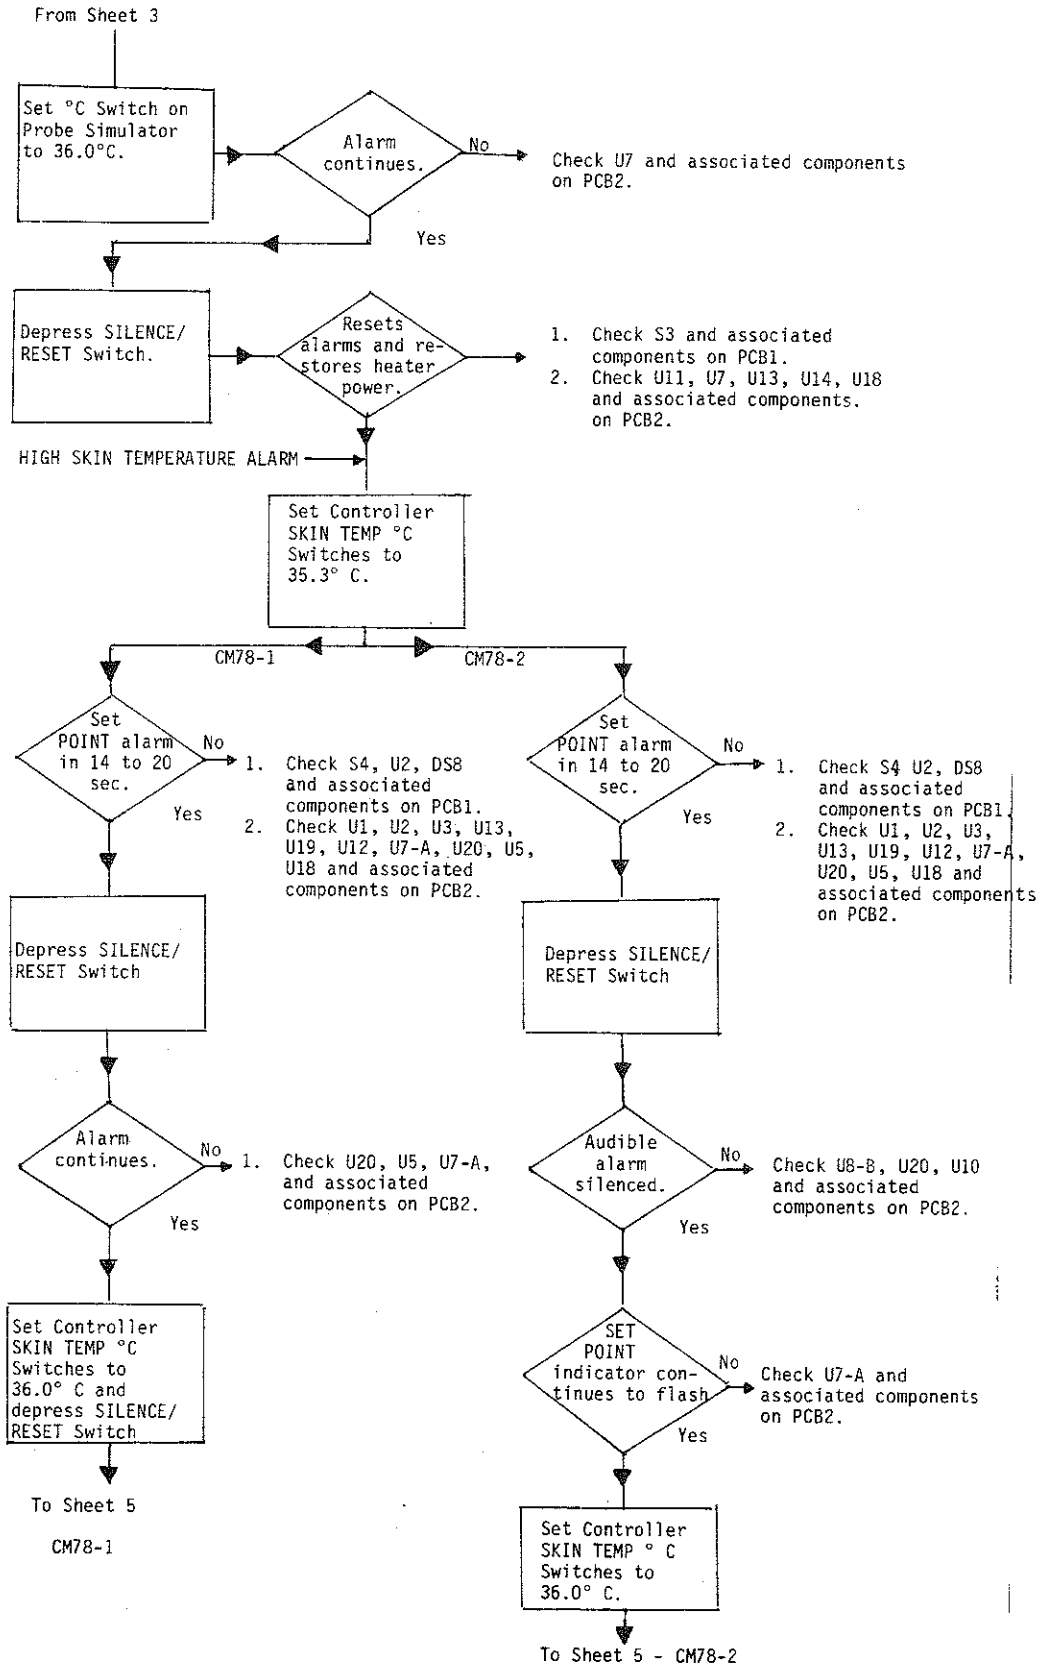 From Sheet 3
Set °C Switch on
Probe Simulator
to 36.0°C.
Alarm
continues.
No
Check U7 and associated components
on PCB2.
Yes
Depress SILENCE/
RESET Switch.
Resets
alarms and re-
stores heater
power.
1. Check S3 and associated
components on PCB1.
2. Check U11, U7, U13, U14, U18
and associated components.
on PCB2.
HIGH SKIN TEMPERATURE ALARM
Set Controller
SKIN TEMP °C
Switches to
35.3° C.
CM78-1
CM78-2
Set
POINT alarm
in 14 to 20
sec.
No
Yes
1. Check S4, U2, DS8
and associated
components on PCB1.
2. Check U1, U2, U3, U13,
U19, U12, U7-A, U20, U5,
U18 and associated
components on PCB2.
Set
POINT alarm
in 14 to 20
sec.
No
Yes
1. Check S4 U2, DS8
and associated
components on PCB1.
2. Check U1, U2, U3,
U13, U19, U12, U7-A,
U20, U5, U18 and
associated components
on PCB2.
Depress SILENCE/
RESET Switch
Depress SILENCE/
RESET Switch
Alarm
continues.
No
Yes
1. Check U20, U5, U7-A,
and associated
components on PCB2.
Audible
alarm
silenced.
No
Yes
Check U8-B, U20, U10
and associated
components on PCB2.
Set Controller
SKIN TEMP °C
Switches to
36.0° C and
depress SILENCE/
RESET Switch
SET
POINT
indicator con-
tinues to flash
No
Yes
Check U7-A and
associated components
on PCB2.
To Sheet 5
CM78-1
Set Controller
SKIN TEMP ° C
Switches to
36.0° C.
To Sheet 5 - CM78-2